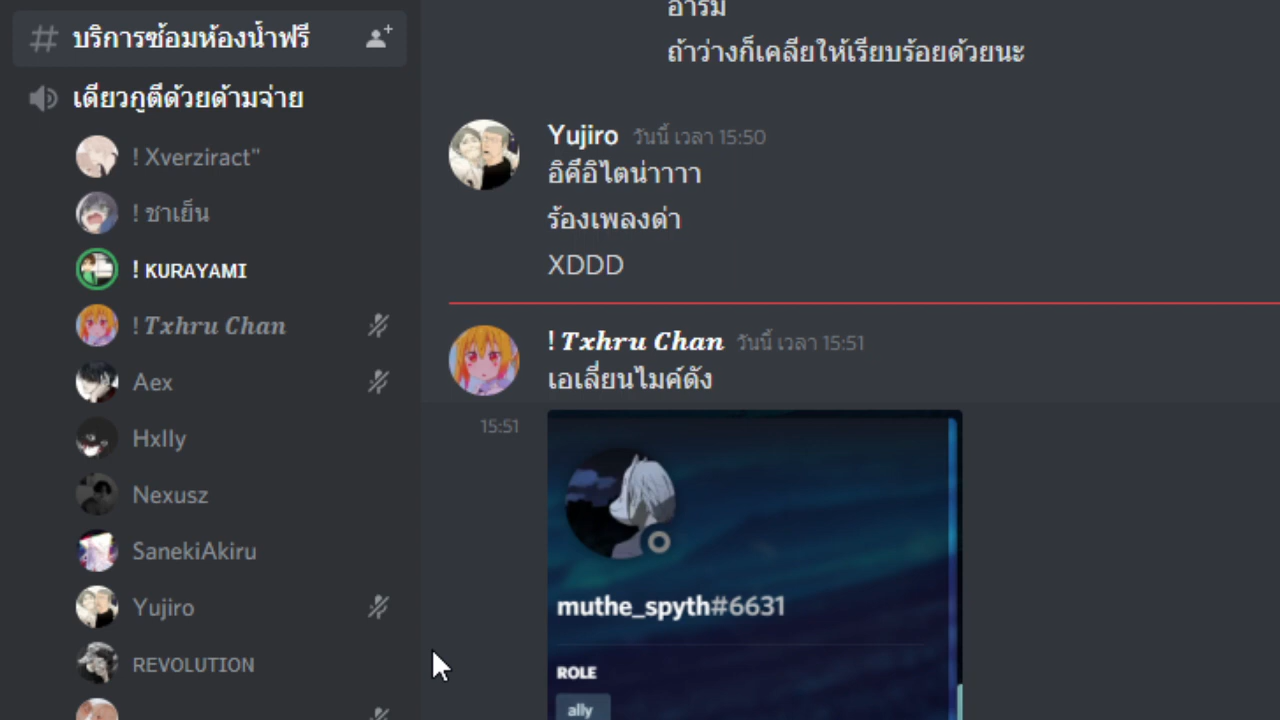 บริการซ้อมห้องน้ำฟรี
เดียวกูตีด้วยด้ามจ่าย
! Xverziract"
! ชาเย็น
! KURAYAMI
! Txhru Chan
Aex
Hxlly
Nexusz
SanekiAkiru
Yujiro
REVOLUTION
อารม
ถ้าว่างก็เคลียให้เรียบร้อยด้วยนะ
Yujiro วันนี้ เวลา 15:50
อิคึอิไตน่าาาา
ร้องเพลงด่า
XDDD
! Txhru Chan วันนี้ เวลา 15:51
เอเลี่ยนไมค์ดัง
15:51
muthe_spyth#6631
ROLE
ally